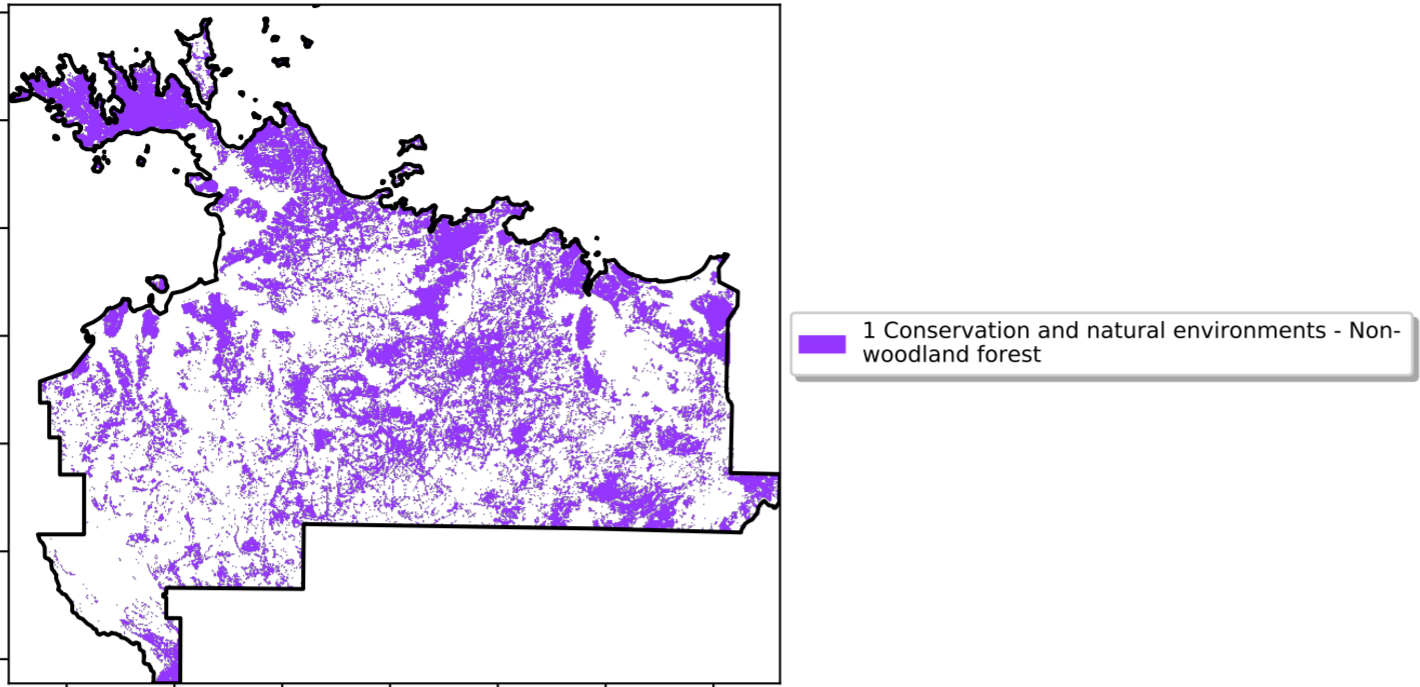 1 Conservation and natural environments - Non-
woodland forest